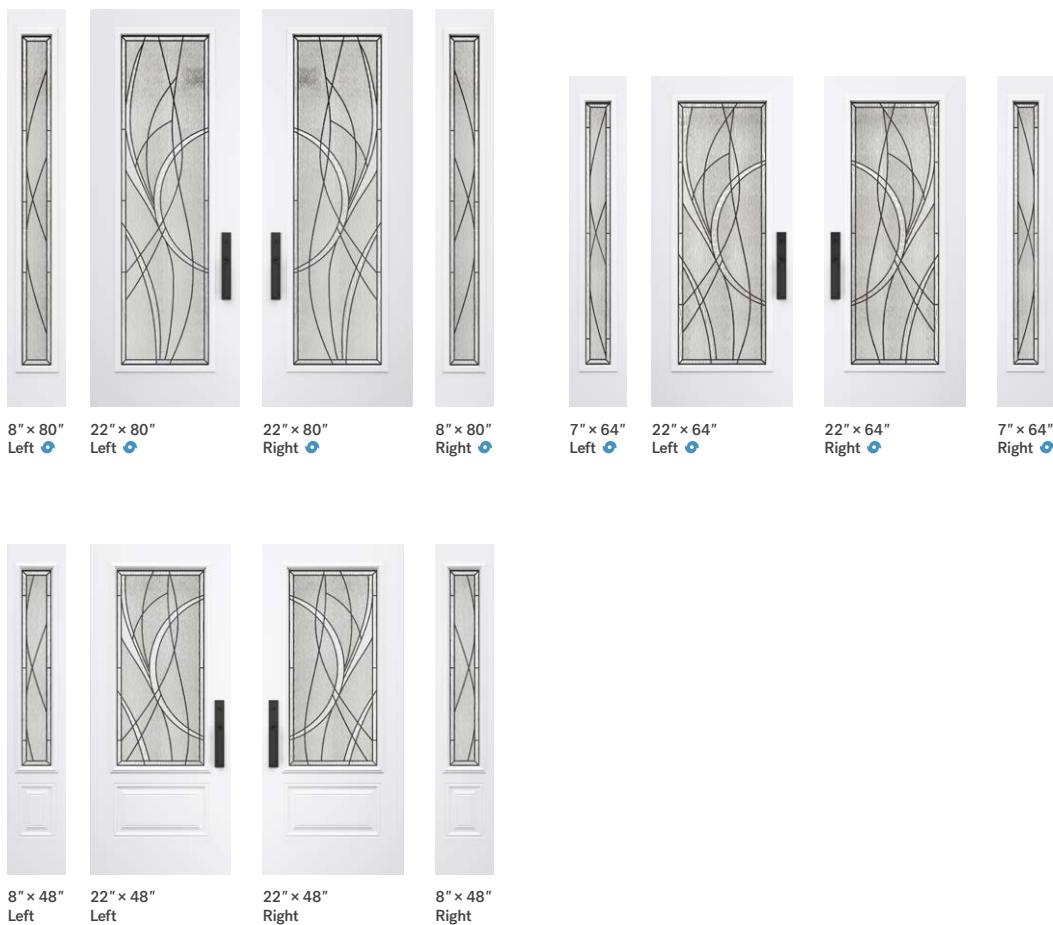 8″ × 80″
Left
22″ × 80″
Left
22″ × 80″
Right
8″ × 80″
Right
7″ × 64″
Left
22″ × 64″
Left
22″ × 64″
Right
7″ × 64″
Right
8″ × 48″
Left
22″ × 48″
Left
22″ × 48″
Right
8″ × 48″
Right